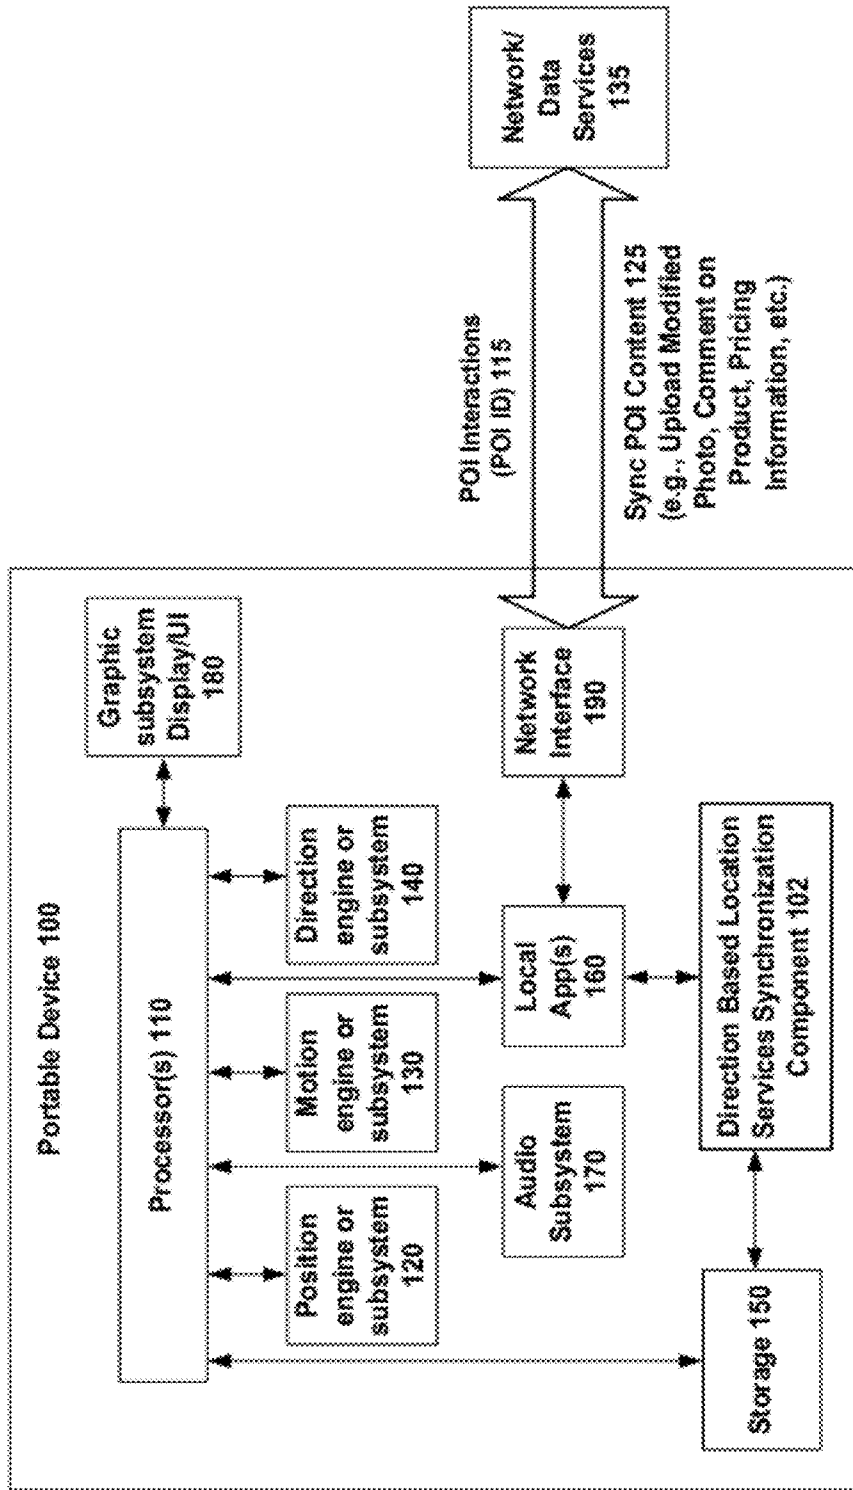 Portable Device 100
Processor(s) 110
Graphic
subsystem
Display/UI
180
Position
engine or
subsystem
120
Motion
engine or
subsystem
130
Direction
engine or
subsystem
140
Audio
Subsystem
170
Local
App(s)
160
Network
Interface
190
Storage 150
Direction Based Location
Services Synchronization
Component 102
POI Interactions
(POI ID) 115
Sync POI Content 125
(e.g., Upload Modified
Photo, Comment on
Product, Pricing
Information, etc.)
Network/
Data
Services
135